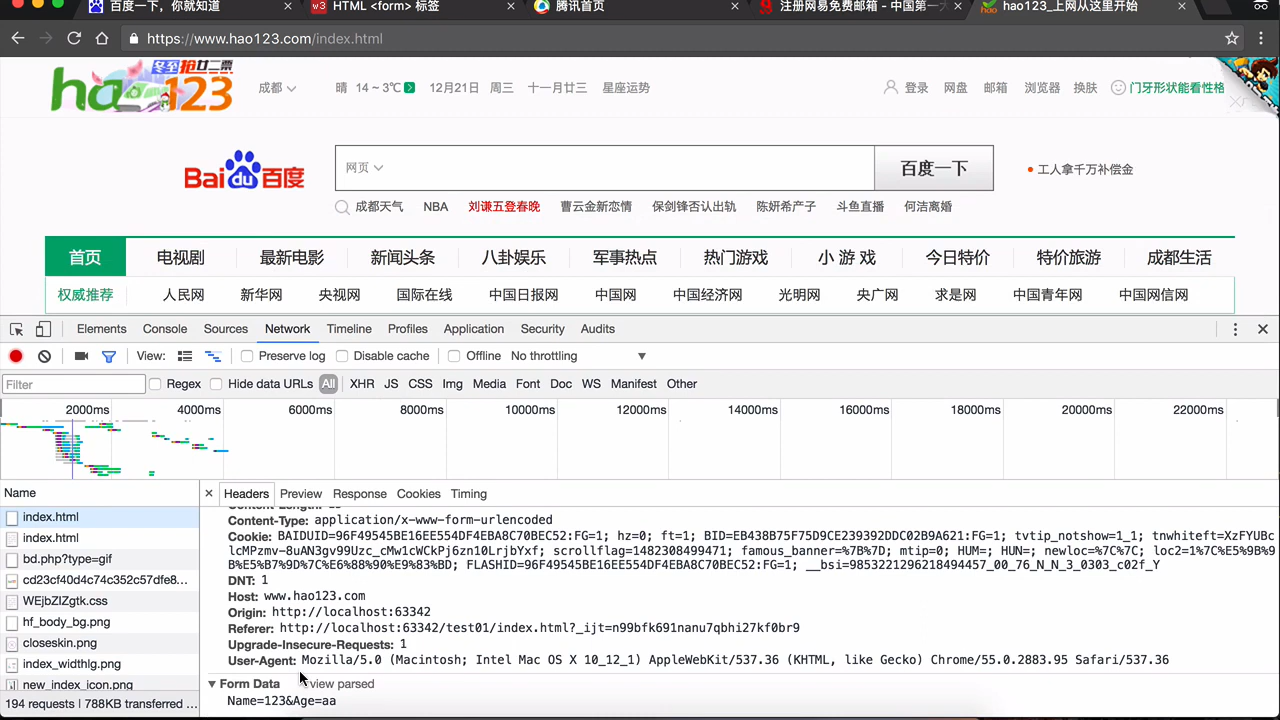 百度一下，你就知道
HTML <form> 标签
腾讯首页
注册网易免费邮箱 - 中国第一大
hao123_上网从这里开始
https://www.hao123.com/index.html
hao123
冬至抢廿二票
成都
晴 14 ~ 3℃ 12月21日 周三 十一月廿三 星座运势
登录 网盘 邮箱 浏览器 换肤 门牙形状能看性格
Bai du 百度
网页
百度一下
工人拿千万补偿金
成都天气 NBA 刘谦五登春晚 曹云金新恋情 保剑锋否认出轨 陈妍希产子 斗鱼直播 何洁离婚
首页 电视剧 最新电影 新闻头条 八卦娱乐 军事热点 热门游戏 小 游 戏 今日特价 特价旅游 成都生活
权威推荐 人民网 新华网 央视网 国际在线 中国日报网 中国网 中国经济网 光明网 央广网 求是网 中国青年网 中国网信网
Elements Console Sources Network Timeline Profiles Application Security Audits
View: Preserve log Disable cache Offline No throttling
Filter Regex Hide data URLs All XHR JS CSS Img Media Font Doc WS Manifest Other
2000ms 4000ms 6000ms 8000ms 10000ms 12000ms 14000ms 16000ms 18000ms 20000ms 22000ms
Name
Headers Preview Response Cookies Timing
index.html
index.html
bd.php?type=gif
cd23cf40d4c74c352c57dfe8...
WEjbZIZgtk.css
hf_body_bg.png
closeskin.png
index_widthlg.png
new_index_icon.png
194 requests | 788KB transferred ...
Content-Type: application/x-www-form-urlencoded
Cookie: BAIDUID=96F49545BE16EE554DF4EBA8C70BEC52:FG=1; hz=0; ft=1; BID=EB438B75F75D9CE239392DDC02B9A621:FG=1; tvtip_notshow=1_1; tnwhiteft=XzFYUBc
lcMPzmv-8uAN3gv99Uzc_cMw1cWCkPj6zn10LrjbYxf; scrollflag=1482308499471; famous_banner=%7B%7D; mtip=0; HUM=; HUN=; newloc=%7C%7C; loc2=1%7C%E5%9B%9
B%E5%B7%9D%7C%E6%88%90%E9%83%BD; FLASHID=96F49545BE16EE554DF4EBA8C70BEC52:FG=1; __bsi=9853221296218494457_00_76_N_N_3_0303_c02f_Y
DNT: 1
Host: www.hao123.com
Origin: http://localhost:63342
Referer: http://localhost:63342/test01/index.html?_ijt=n99bfk691nanu7qbhi27kf0br9
Upgrade-Insecure-Requests: 1
User-Agent: Mozilla/5.0 (Macintosh; Intel Mac OS X 10_12_1) AppleWebKit/537.36 (KHTML, like Gecko) Chrome/55.0.2883.95 Safari/537.36
Form Data view parsed
Name=123&Age=aa